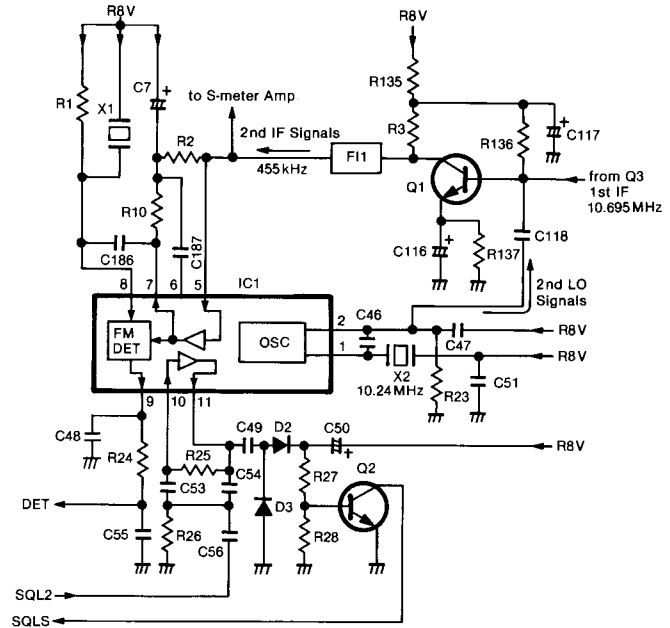 R8V
R8V
C7
+
R1
X1
to S-meter Amp.
R135
R2
2nd IF Signals
455kHz
FI1
R3
R136
+
C117
Q1
from Q3
1st IF
10.695MHz
R10
C186
C187
C116
+
R137
C118
2nd LO
Signals
8
7
6
5
IC1
FM
DET
OSC
2
1
C46
C47
R8V
X2
10.24MHz
R8V
R23
C51
9
10
11
C48
R24
R25
C49
D2
C50
+
R8V
C53
C54
R27
Q2
DET
C55
R26
C56
D3
R28
SQL2
SQLS